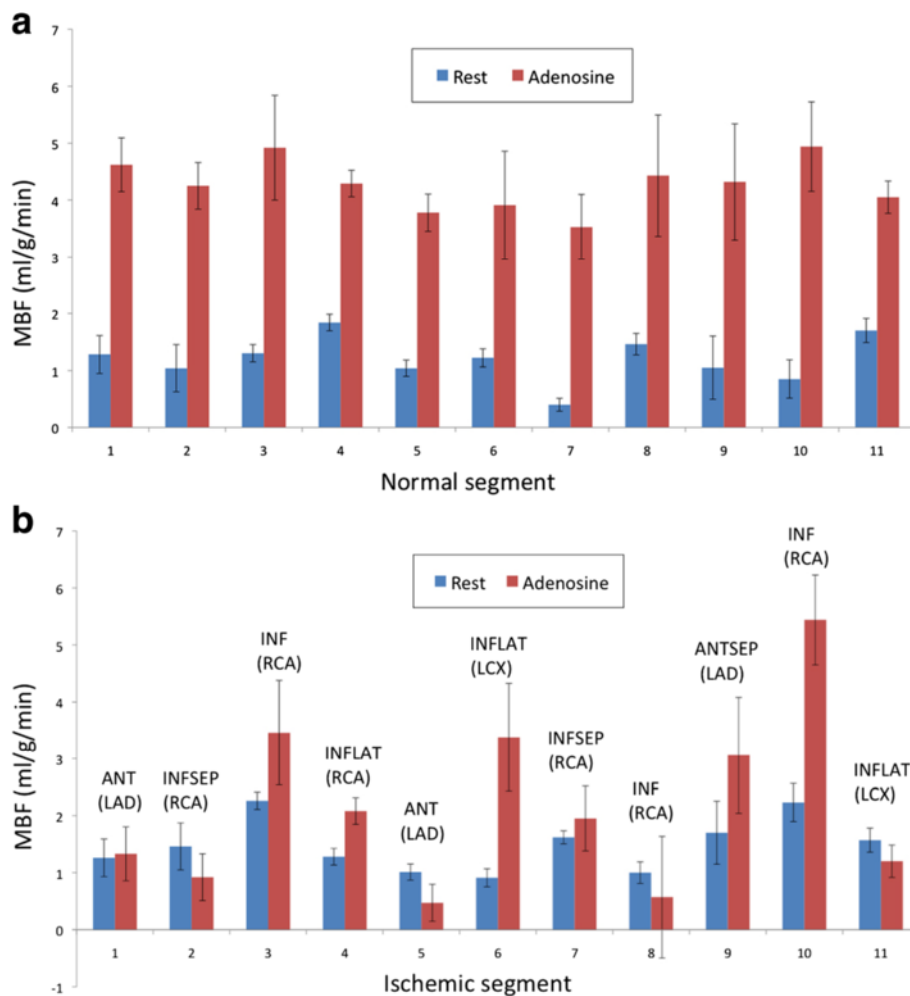 a
7
6
5
4
3
2
1
0
MBF (ml/g/min)
Rest Adenosine
1 2 3 4 5 6 7 8 9 10 11
Normal segment
b
7
6
5
4
3
2
1
0
-1
MBF (ml/g/min)
Rest Adenosine
ANT
(LAD)
INFSEP
(RCA)
INF
(RCA)
INFLAT
(RCA)
ANT
(LAD)
INFLAT
(LCX)
INFSEP
(RCA)
INF
(RCA)
ANTSEP
(LAD)
INF
(RCA)
INFLAT
(LCX)
1 2 3 4 5 6 7 8 9 10 11
Ischemic segment